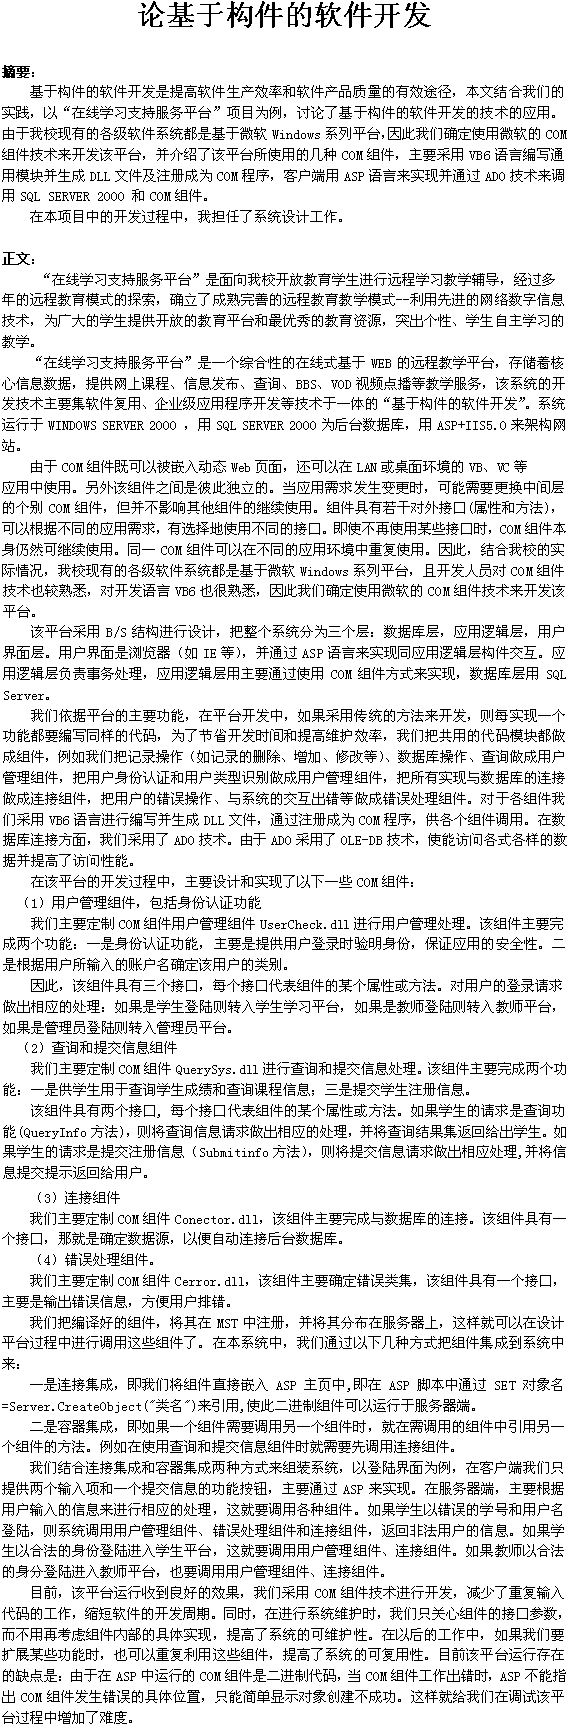 论基于构件的软件开发
摘要：
基于构件的软件开发是提高软件生产效率和软件产品质量的有效途径，本文结合我们的
实践，以“在线学习支持服务平台”项目为例，讨论了基于构件的软件开发的技术的应用。
由于我校现有的各级软件系统都是基于微软 Windows 系列平台，因此我们确定使用微软的 COM
组件技术来开发该平台，并介绍了该平台所使用的几种 COM 组件，主要采用 VB6 语言编写通
用模块并生成 DLL 文件及注册成为 COM 程序，客户端用 ASP 语言来实现并通过 ADO 技术来调
用 SQL SERVER 2000 和 COM 组件。
在本项目中的开发过程中，我担任了系统设计工作。
正文：
“在线学习支持服务平台”是面向我校开放教育学生进行远程学习教学辅导，经过多
年的远程教育模式的探索，确立了成熟完善的远程教育教学模式--利用先进的网络数字信息
技术，为广大的学生提供开放的教育平台和最优秀的教育资源，突出个性、学生自主学习的
教学。
“在线学习支持服务平台”是一个综合性的在线式基于 WEB 的远程教学平台，存储着核
心信息数据，提供网上课程、信息发布、查询、BBS、VOD 视频点播等教学服务，该系统的开
发技术主要集软件复用、企业级应用程序开发等技术于一体的“基于构件的软件开发”。系统
运行于 WINDOWS SERVER 2000 ，用 SQL SERVER 2000 为后台数据库，用 ASP+IIS5.0 来架构网
站。
由于 COM 组件既可以被嵌入动态 Web 页面，还可以在 LAN 或桌面环境的 VB、VC 等
应用中使用。另外该组件之间是彼此独立的。当应用需求发生变更时，可能需要更换中间层
的个别 COM 组件，但并不影响其他组件的继续使用。组件具有若干对外接口(属性和方法)，
可以根据不同的应用需求，有选择地使用不同的接口。即使不再使用某些接口时，COM 组件本
身仍然可继续使用。同一 COM 组件可以在不同的应用环境中重复使用。因此，结合我校的实
际情况，我校现有的各级软件系统都是基于微软 Windows 系列平台，且开发人员对 COM 组件
技术也较熟悉，对开发语言 VB6 也很熟悉，因此我们确定使用微软的 COM 组件技术来开发该
平台。
该平台采用 B/S 结构进行设计，把整个系统分为三个层：数据库层，应用逻辑层，用户
界面层。用户界面是浏览器（如 IE 等），并通过 ASP 语言来实现同应用逻辑层构件交互。应
用逻辑层负责事务处理，应用逻辑层用主要通过使用 COM 组件方式来实现，数据库层用 SQL
Server。
我们依据平台的主要功能，在平台开发中，如果采用传统的方法来开发，则每实现一个
功能都要编写同样的代码，为了节省开发时间和提高维护效率，我们把共用的代码模块都做
成组件，例如我们把记录操作（如记录的删除、增加、修改等）、数据库操作、查询做成用户
管理组件，把用户身份认证和用户类型识别做成用户管理组件，把所有实现与数据库的连接
做成连接组件，把用户的错误操作、与系统的交互出错等做成错误处理组件。对于各组件我
们采用 VB6 语言进行编写并生成 DLL 文件，通过注册成为 COM 程序，供各个组件调用。在数
据库连接方面，我们采用了 ADO 技术。由于 ADO 采用了 OLE-DB 技术，使能访问各式各样的数
据并提高了访问性能。
在该平台的开发过程中，主要设计和实现了以下一些 COM 组件：
（1）用户管理组件，包括身份认证功能
我们主要定制 COM 组件用户管理组件 UserCheck.dll 进行用户管理处理。该组件主要完
成两个功能：一是身份认证功能，主要是提供用户登录时验明身份，保证应用的安全性。二
是根据用户所输入的账户名确定该用户的类别。
因此，该组件具有三个接口，每个接口代表组件的某个属性或方法。对用户的登录请求
做出相应的处理：如果是学生登陆则转入学生学习平台，如果是教师登陆则转入教师平台，
如果是管理员登陆则转入管理员平台。
（2）查询和提交信息组件
我们主要定制 COM 组件 QuerySys.dll 进行查询和提交信息处理。该组件主要完成两个功
能：一是供学生用于查询学生成绩和查询课程信息；三是提交学生注册信息。
该组件具有两个接口, 每个接口代表组件的某个属性或方法。如果学生的请求是查询功
能(QueryInfo 方法)，则将查询信息请求做出相应的处理，并将查询结果集返回给出学生。如
果学生的请求是提交注册信息（Submitinfo 方法），则将提交信息请求做出相应处理,并将信
息提交提示返回给用户。
（3）连接组件
我们主要定制 COM 组件 Conector.dll，该组件主要完成与数据库的连接。该组件具有一
个接口，那就是确定数据源，以便自动连接后台数据库。
（4）错误处理组件。
我们主要定制 COM 组件 Cerror.dll，该组件主要确定错误类集，该组件具有一个接口，
主要是输出错误信息，方便用户排错。
我们把编译好的组件，将其在 MST 中注册，并将其分布在服务器上，这样就可以在设计
平台过程中进行调用这些组件了。在本系统中，我们通过以下几种方式把组件集成到系统中
来：
一是连接集成，即我们将组件直接嵌入 ASP 主页中,即在 ASP 脚本中通过 SET 对象名
=Server.CreateObject("类名")来引用,使此二进制组件可以运行于服务器端。
二是容器集成，即如果一个组件需要调用另一个组件时，就在需调用的组件中引用另一
个组件的方法。例如在使用查询和提交信息组件时就需要先调用连接组件。
我们结合连接集成和容器集成两种方式来组装系统，以登陆界面为例，在客户端我们只
提供两个输入项和一个提交信息的功能按钮，主要通过 ASP 来实现。在服务器端，主要根据
用户输入的信息来进行相应的处理，这就要调用各种组件。如果学生以错误的学号和用户名
登陆，则系统调用用户管理组件、错误处理组件和连接组件，返回非法用户的信息。如果学
生以合法的身份登陆进入学生平台，这就要调用用户管理组件、连接组件。如果教师以合法
的身分登陆进入教师平台，也要调用用户管理组件、连接组件。
目前，该平台运行收到良好的效果，我们采用 COM 组件技术进行开发，减少了重复输入
代码的工作，缩短软件的开发周期。同时，在进行系统维护时，我们只关心组件的接口参数，
而不用再考虑组件内部的具体实现，提高了系统的可维护性。在以后的工作中，如果我们要
扩展某些功能时，也可以重复利用这些组件，提高了系统的可复用性。目前该平台运行存在
的缺点是：由于在 ASP 中运行的 COM 组件是二进制代码，当 COM 组件工作出错时，ASP 不能指
出 COM 组件发生错误的具体位置，只能简单显示对象创建不成功。这样就给我们在调试该平
台过程中增加了难度。